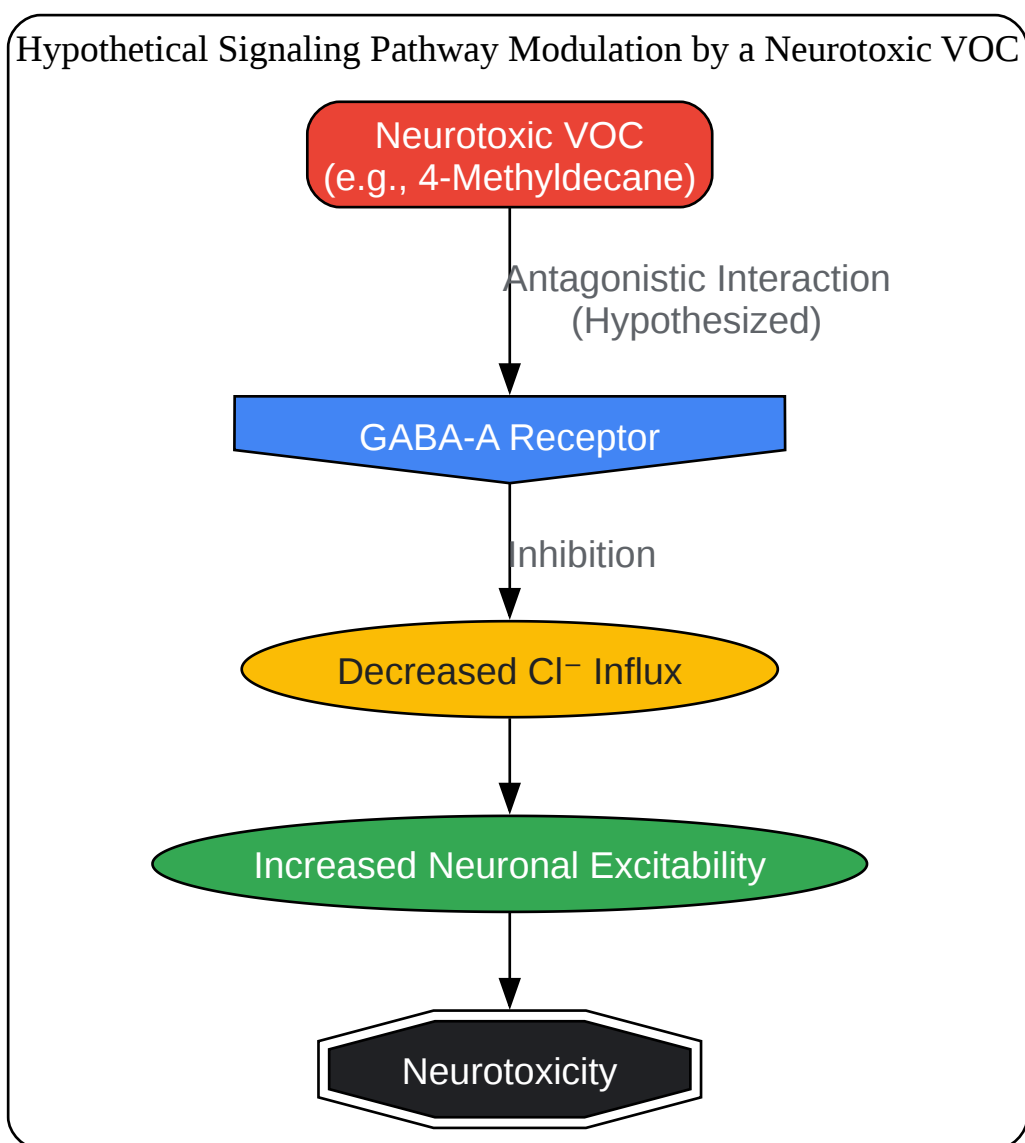 Hypothetical Signaling Pathway Modulation by a Neurotoxic VOC
Neurotoxic VOC
(e.g., 4-Methyldecane)
Antagonistic Interaction
(Hypothesized)
GABA-A Receptor
Inhibition
Decreased Cl⁻ Influx
Increased Neuronal Excitability
Neurotoxicity